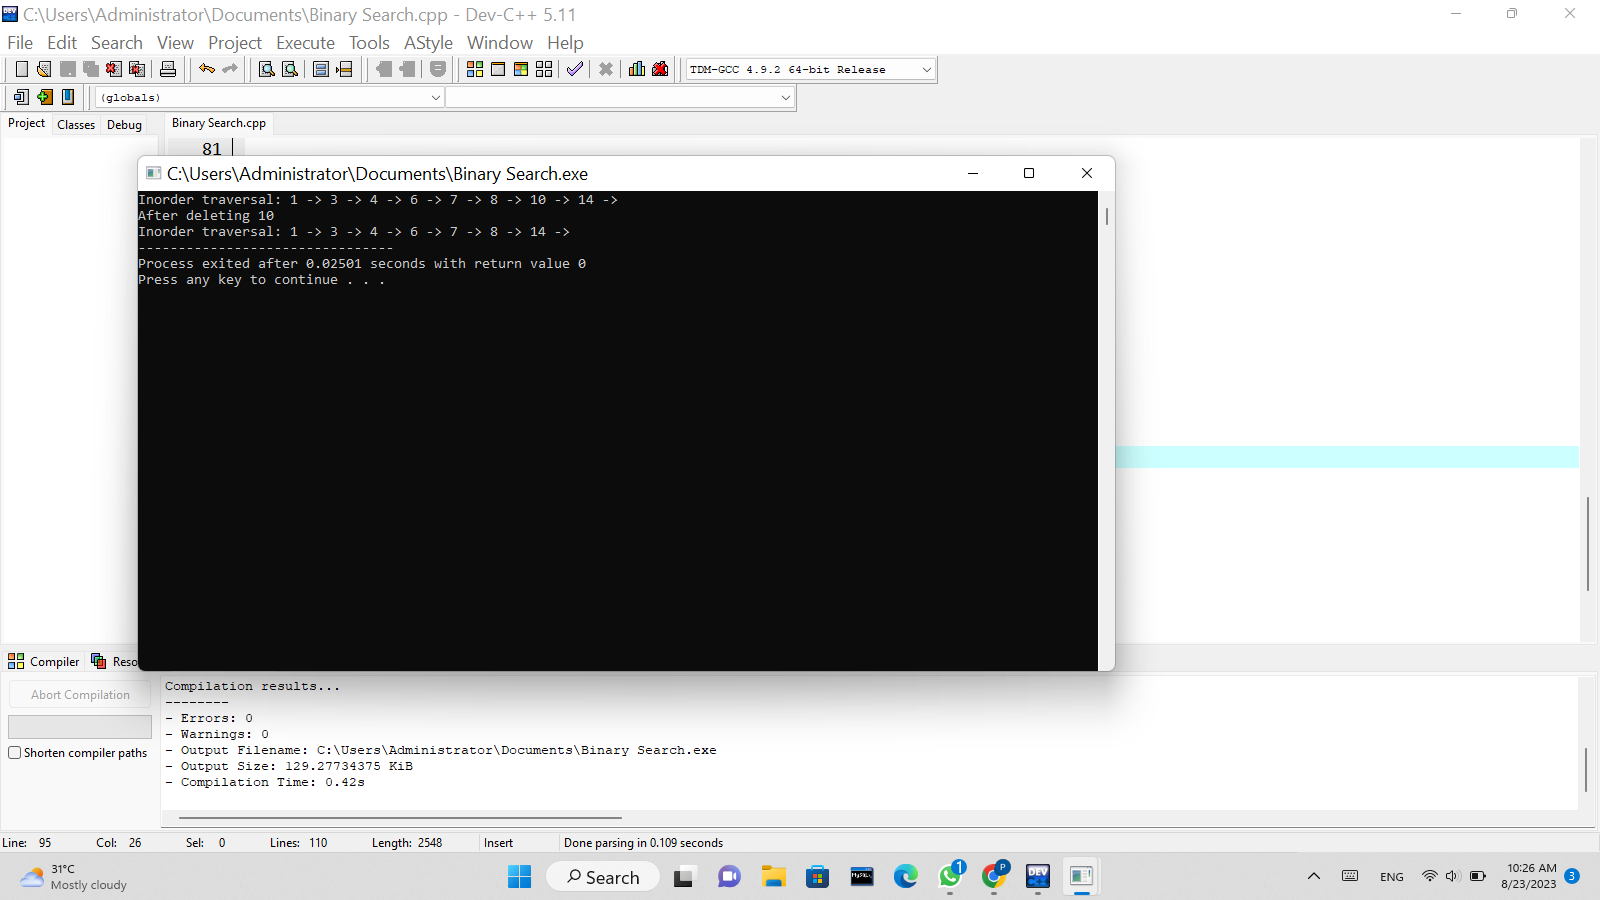 C:\Users\Administrator\Documents\Binary Search.cpp - Dev-C++ 5.11
File Edit Search View Project Execute Tools AStyle Window Help
TDM-GCC 4.9.2 64-bit Release
(globals)
Project Classes Debug Binary Search.cpp
81
C:\Users\Administrator\Documents\Binary Search.exe
Inorder traversal: 1 -> 3 -> 4 -> 6 -> 7 -> 8 -> 10 -> 14 ->
After deleting 10
Inorder traversal: 1 -> 3 -> 4 -> 6 -> 7 -> 8 -> 14 ->
--------------------------------
Process exited after 0.02501 seconds with return value 0
Press any key to continue . . .
Compiler Reso
Abort Compilation
Shorten compiler paths
Compilation results...
--------
- Errors: 0
- Warnings: 0
- Output Filename: C:\Users\Administrator\Documents\Binary Search.exe
- Output Size: 129.27734375 KiB
- Compilation Time: 0.42s
Line: 95 Col: 26 Sel: 0 Lines: 110 Length: 2548 Insert Done parsing in 0.109 seconds
31°C
Mostly cloudy
Search
1
P
DEV
ENG
10:26 AM
8/23/2023
3